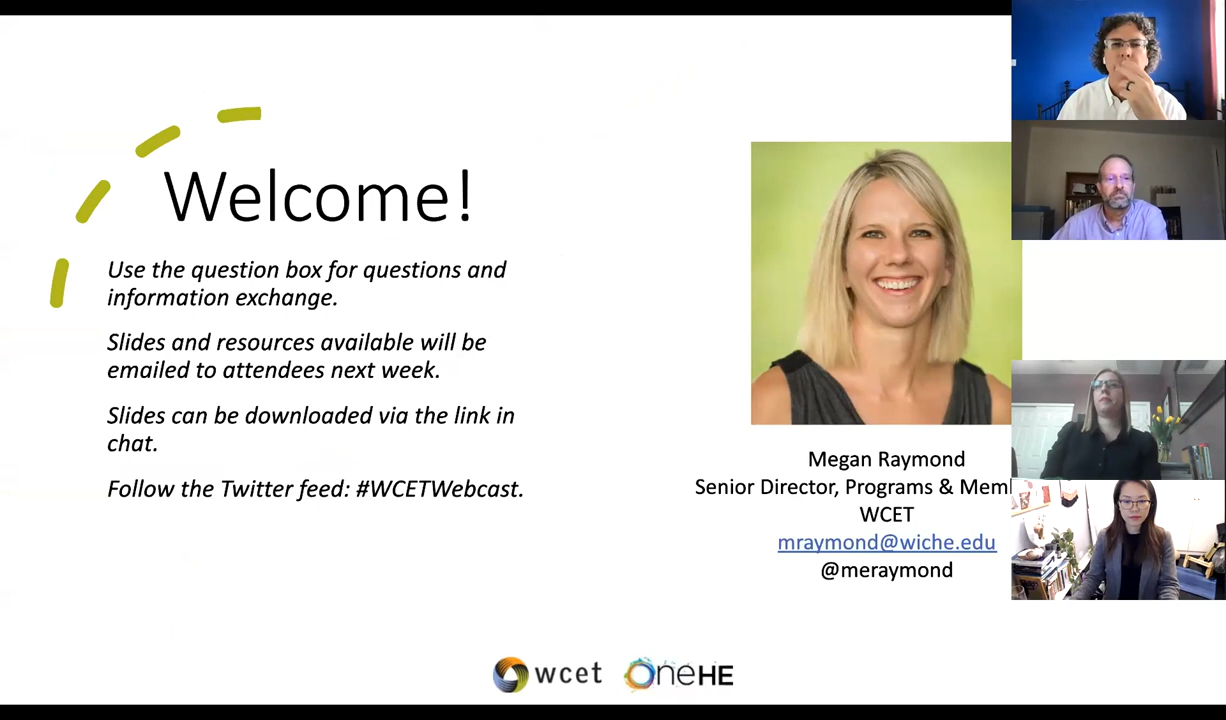 Welcome!
Use the question box for questions and
information exchange.
Slides and resources available will be
emailed to attendees next week.
Slides can be downloaded via the link in
chat.
Follow the Twitter feed: #WCETWebcast.
Megan Raymond
Senior Director, Programs & Mem
WCET
mraymond@wiche.edu
@meraymond
wcet
OneHE